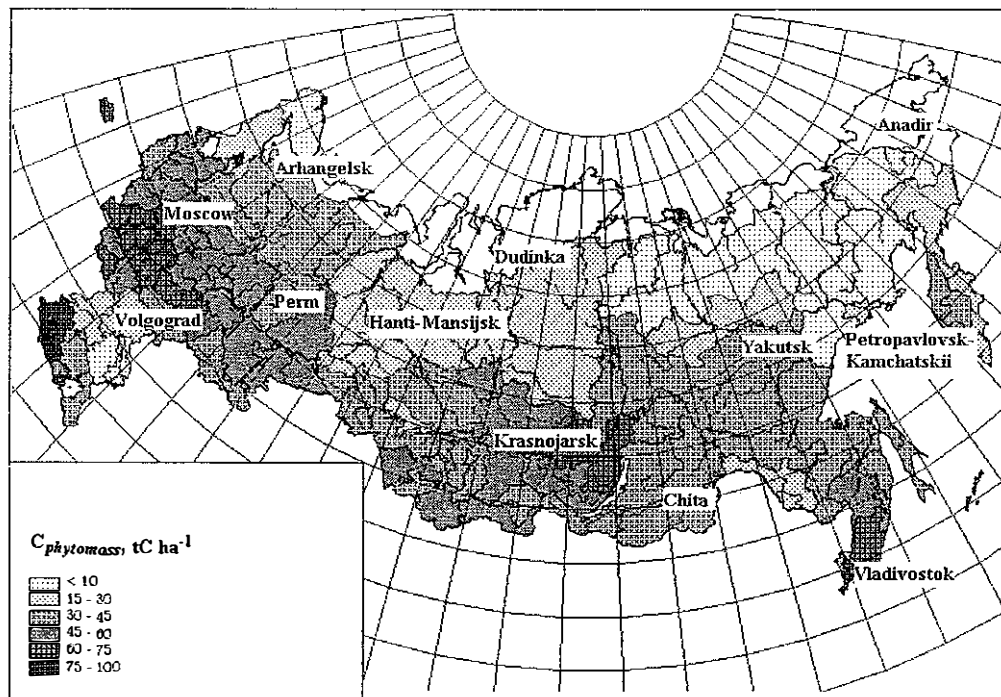 Anadir
Arhangelsk
Moscow
Dudinka
Perm
Volgograd
Hanti-Mansijsk
Yakutsk
Petropavlovsk-
Kamchatskii
Krasnojarsk
Chita
Vladivostok
C phytomass, tC ha-1
< 10
15 - 30
30 - 45
45 - 60
60 - 75
75 - 100